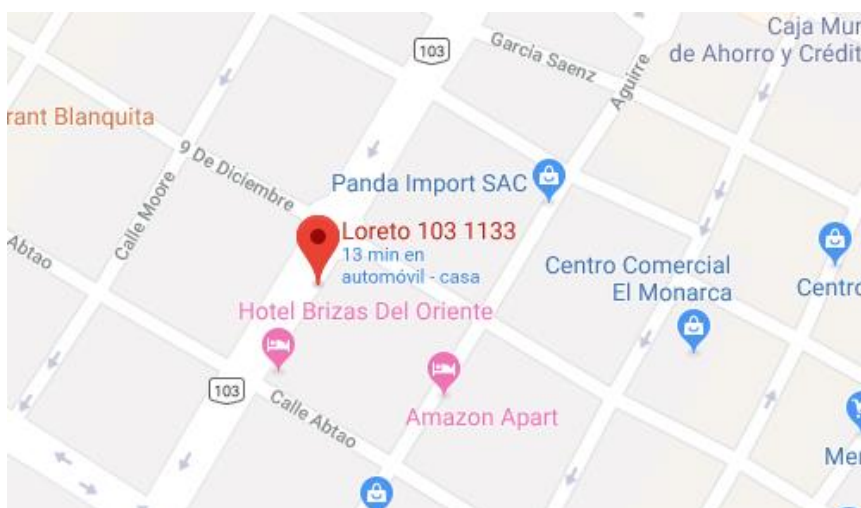 Caja Mur
de Ahorro y Crédit
103
Garcia Saenz
Aguirre
rant Blanquita
9 De Diciembre
Panda Import SAC
Calle Moore
Loreto 103 1133
13 min en
automóvil - casa
Abtao
Centro Comercial
El Monarca
Centro
Hotel Brizas Del Oriente
103
Calle Abtao
Amazon Apart
Mer